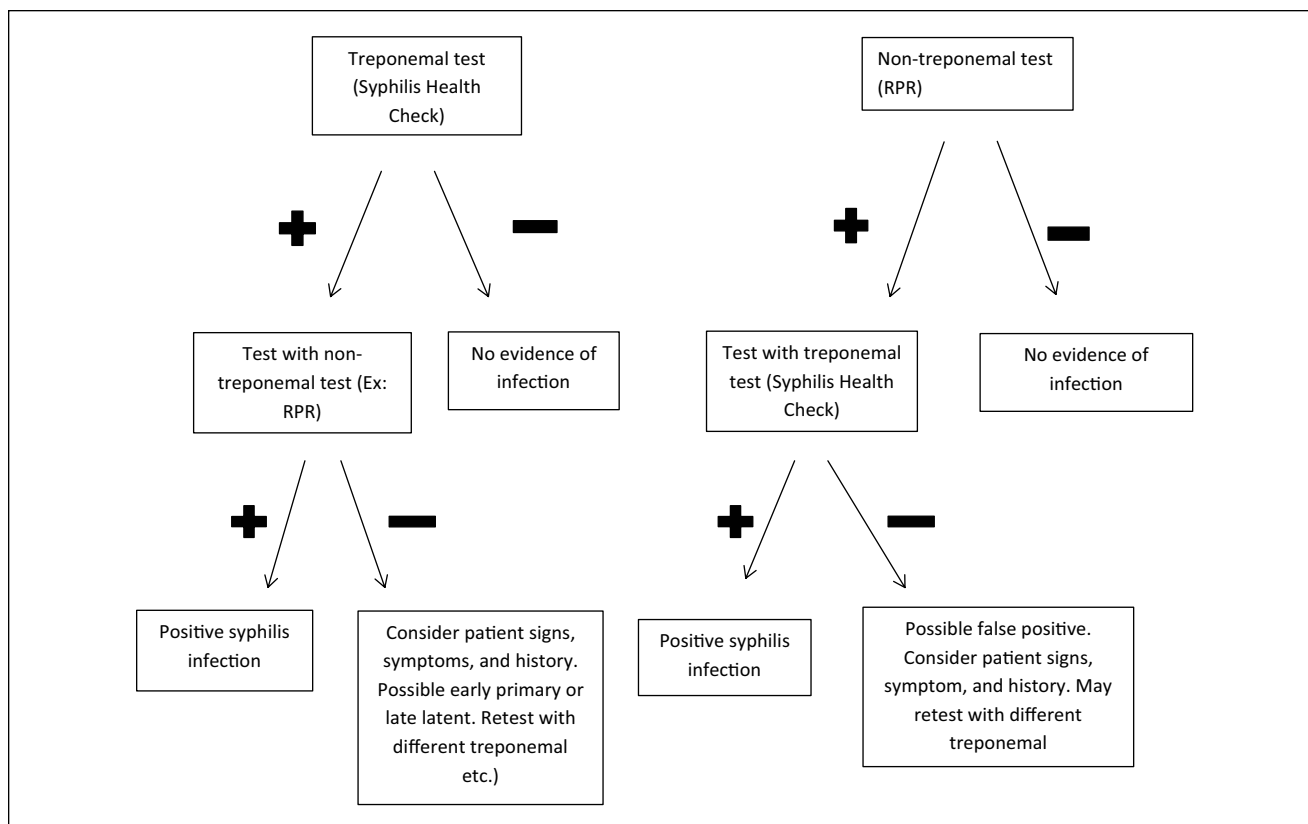 Treponemal test
(Syphilis Health
Check)
Non-treponemal test
(RPR)
+
−
+
−
Test with non-
treponemal test (Ex:
RPR)
No evidence of
infection
Test with treponemal
test (Syphilis Health
Check)
No evidence of
infection
+
−
+
−
Positive syphilis
infection
Consider patient signs,
symptoms, and history.
Possible early primary or
late latent. Retest with
different treponemal
etc.)
Positive syphilis
infection
Possible false positive.
Consider patient signs,
symptom, and history. May
retest with different
treponemal